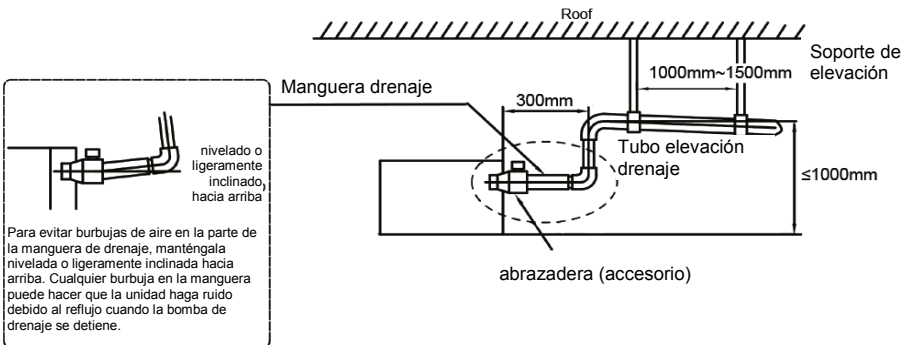 Roof
Soporte de
elevación
1000mm~1500mm
Manguera drenaje
300mm
Tubo elevación
drenaje
≤1000mm
abrazadera (accesorio)
nivelado o
ligeramente
inclinado
hacia arriba
Para evitar burbujas de aire en la parte de
la manguera de drenaje, manténgala
nivelada o ligeramente inclinada hacia
arriba. Cualquier burbuja en la manguera
puede hacer que la unidad haga ruido
debido al reflujo cuando la bomba de
drenaje se detiene.